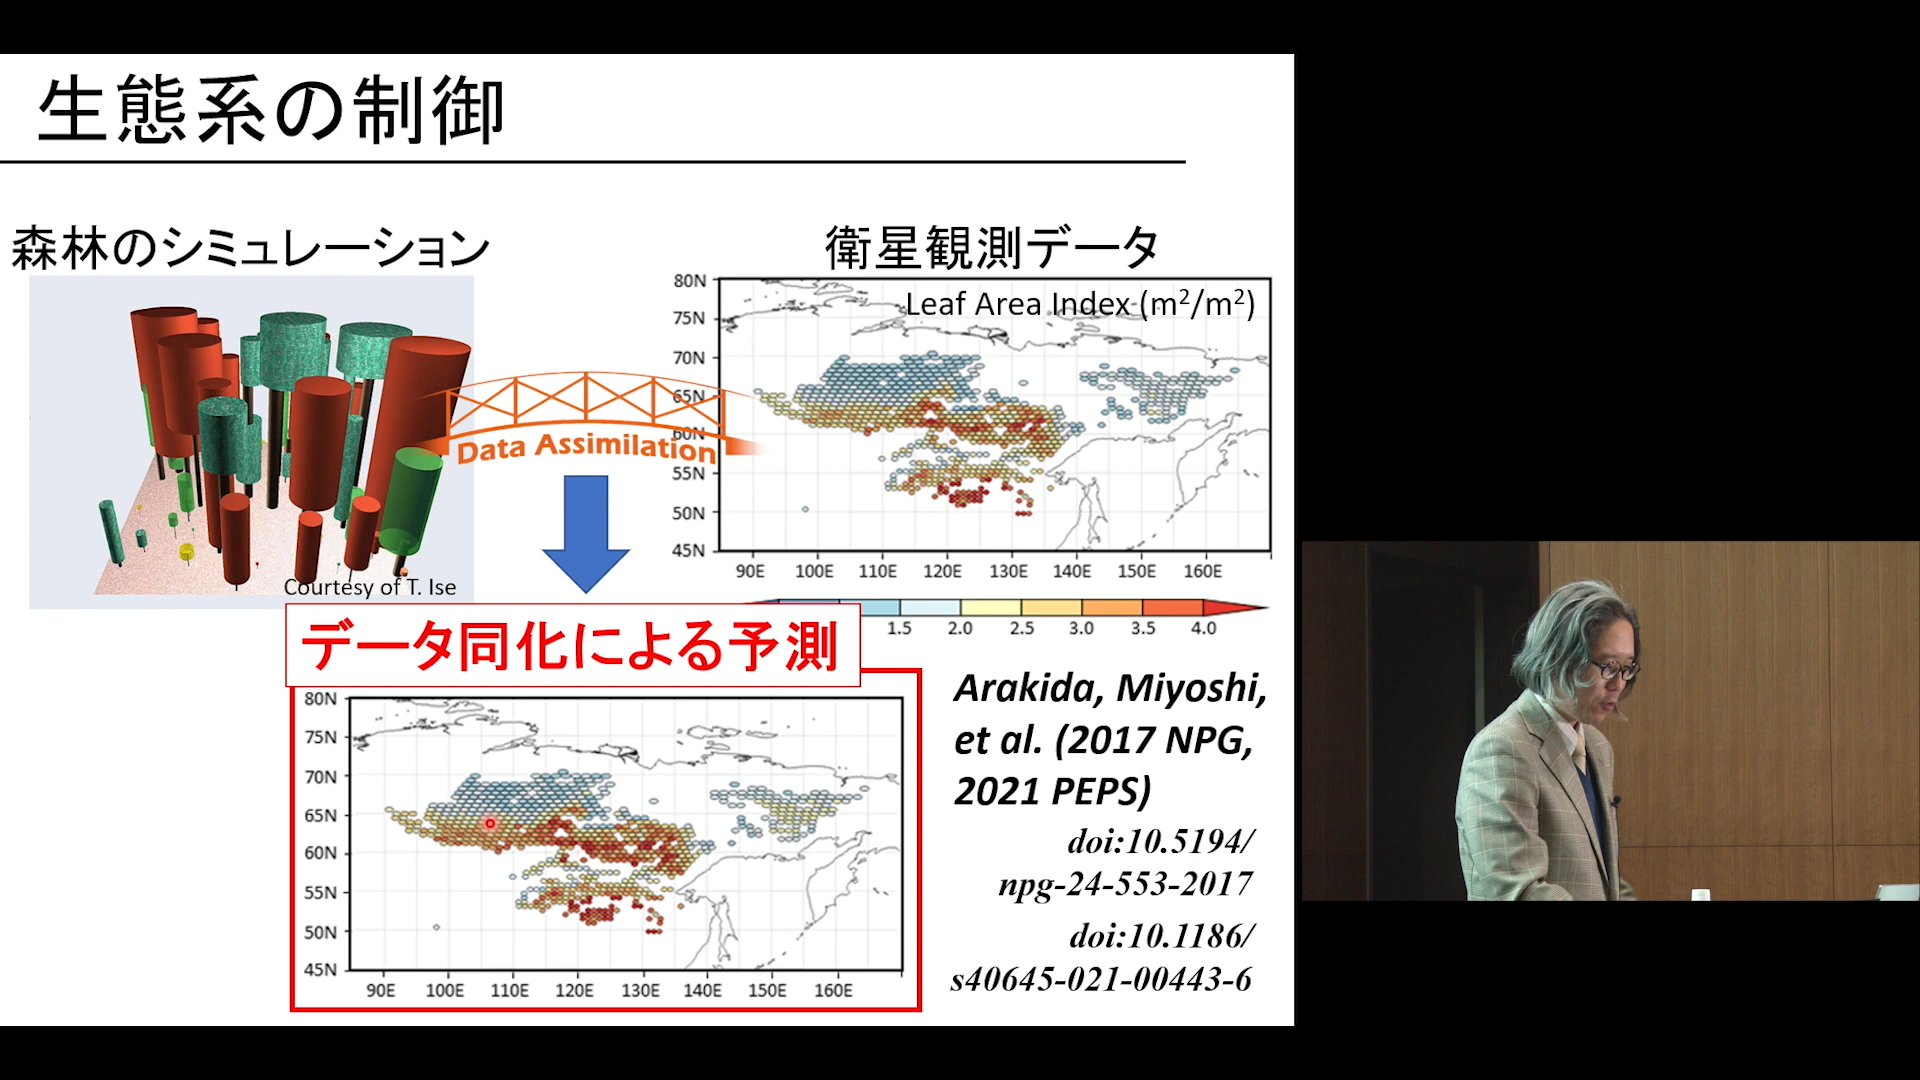 生態系の制御
森林のシミュレーション
衛星観測データ
80N
Leaf Area Index (m²/m²)
75N
70N
65N
60N
55N
50N
45N
90E 100E 110E 120E 130E 140E 150E 160E
1.5 2.0 2.5 3.0 3.5 4.0
Data Assimilation
Courtesy of T. Ise
データ同化による予測
80N
75N
70N
65N
60N
55N
50N
45N
90E 100E 110E 120E 130E 140E 150E 160E
Arakida, Miyoshi,
et al. (2017 NPG,
2021 PEPS)
doi:10.5194/
npg-24-553-2017
doi:10.1186/
s40645-021-00443-6